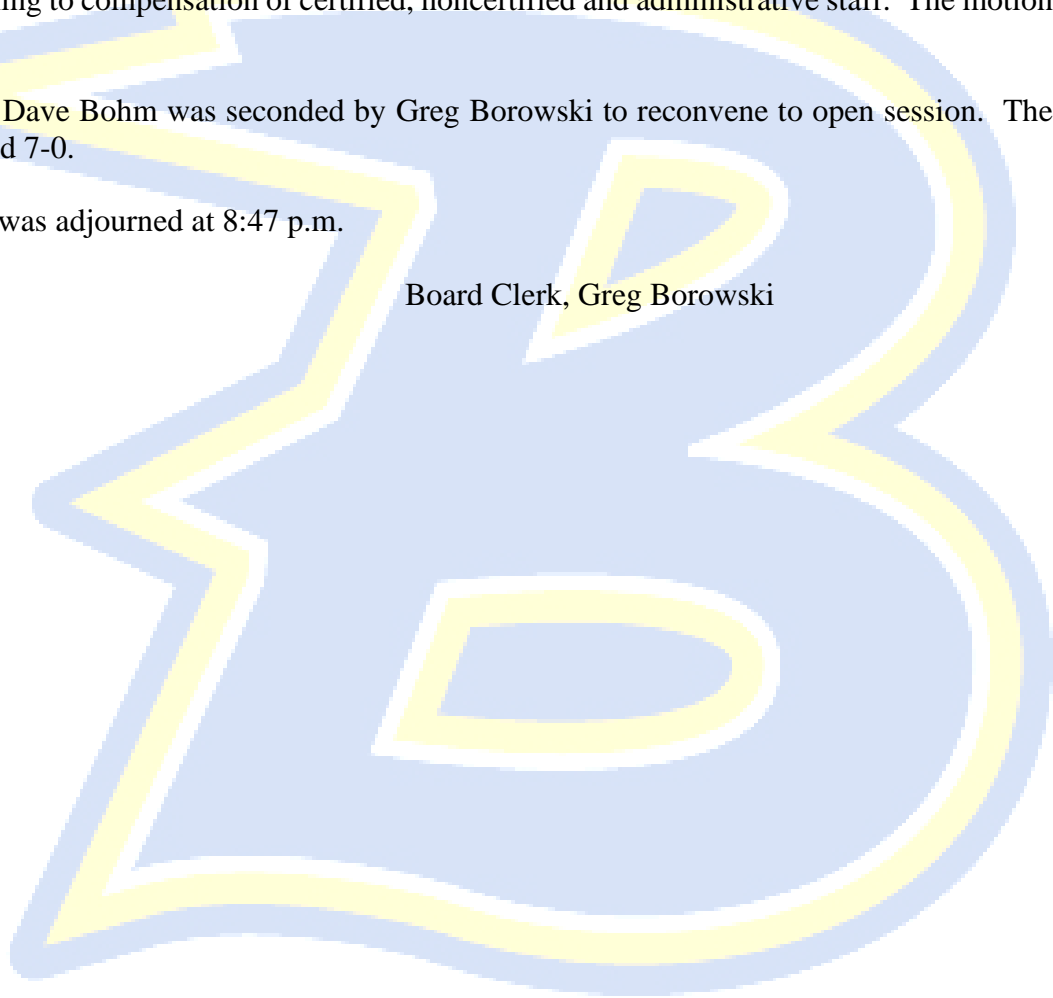 ing to compensation of certified, noncertified and administrative staff. The motion
Dave Bohm was seconded by Greg Borowski to reconvene to open session. The
d 7-0.
was adjourned at 8:47 p.m.
Board Clerk, Greg Borowski
B